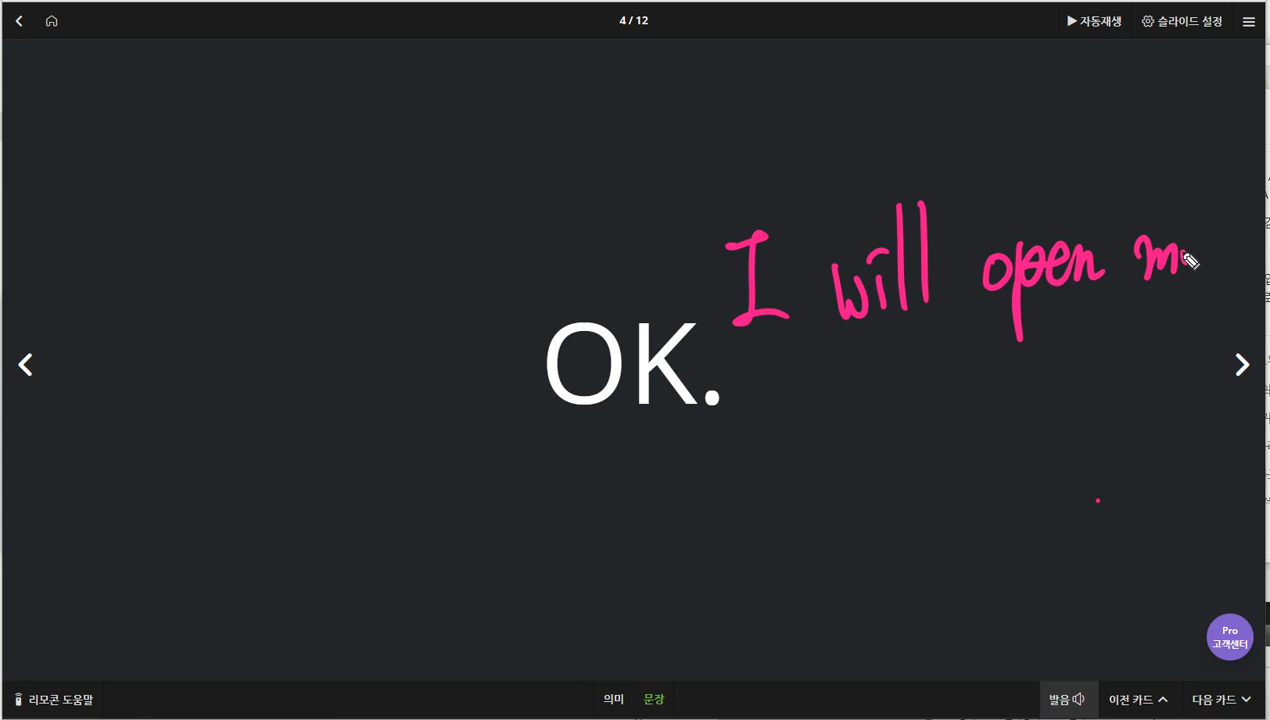 4 / 12
자동재생
슬라이드 설정
I will open
OK.
Pro
고객센터
리모콘 도움말
의미
문장
발음
이전 카드
다음 카드